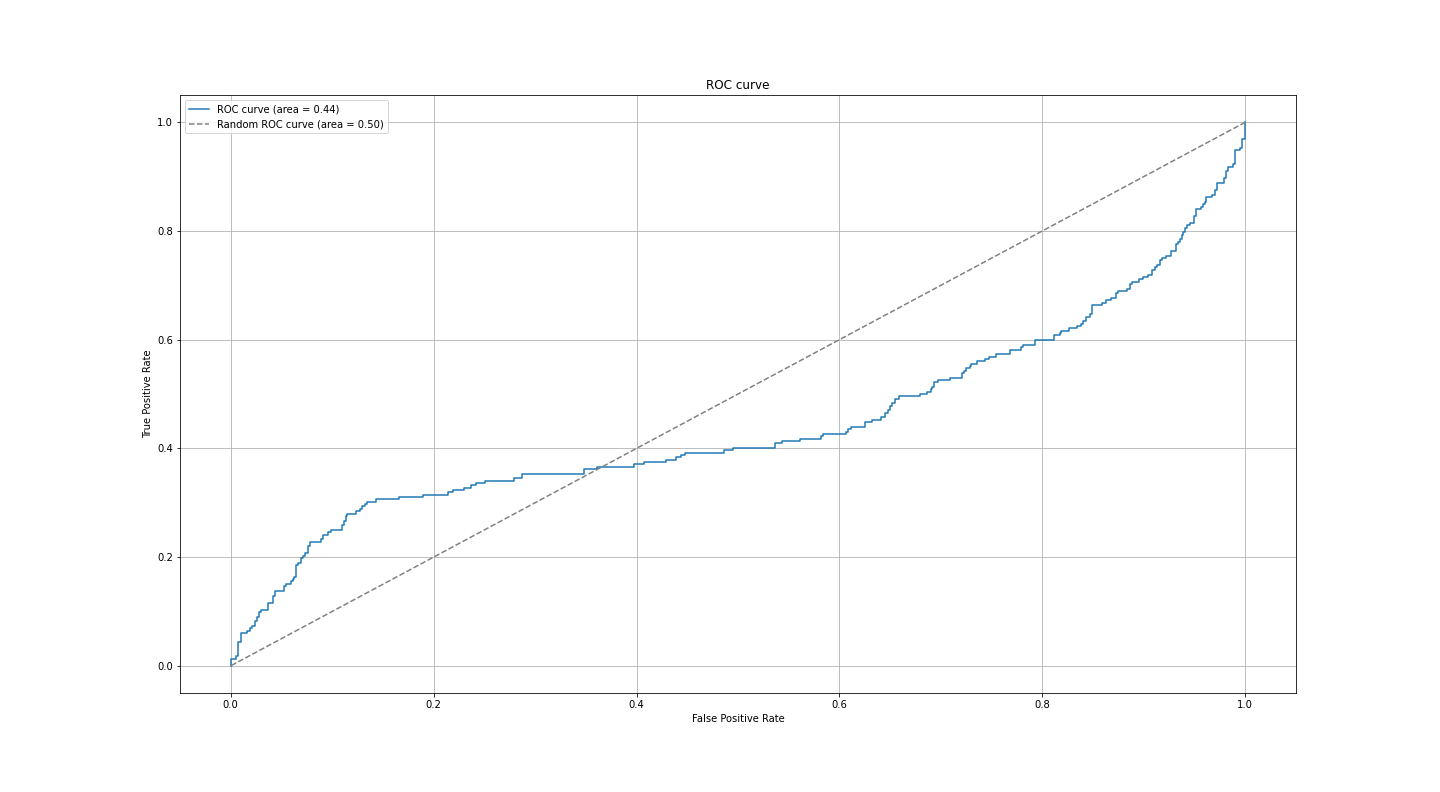 ROC curve
ROC curve (area = 0.44)
Random ROC curve (area = 0.50)
1.0
0.8
0.6
0.4
0.2
0.0
True Positive Rate
0.0 0.2 0.4 0.6 0.8 1.0
False Positive Rate